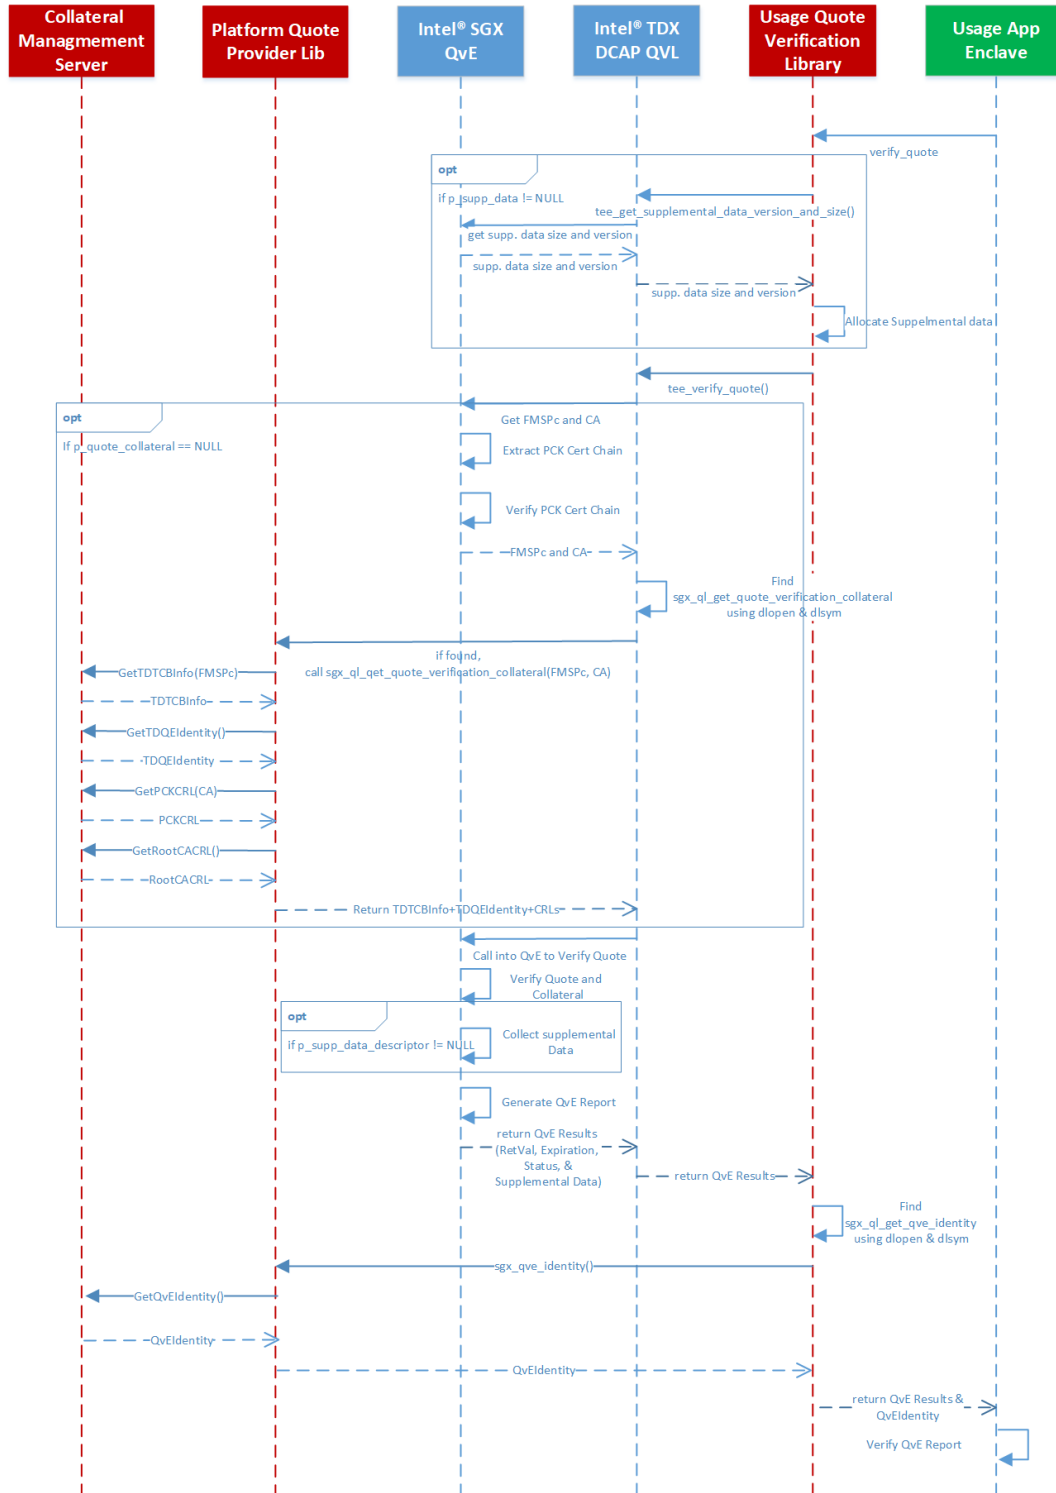 Collateral
Managmement
Server
Platform Quote
Provider Lib
Intel® SGX
QvE
Intel® TDX
DCAP QVL
Usage Quote
Verification
Library
Usage App
Enclave
verify_quote
opt
if p_supp_data != NULL
tee_get_supplemental_data_version_and_size()
get supp. data size and version
supp. data size and version
supp. data size and version
Allocate Suppelmental data
tee_verify_quote()
opt
If p_quote_collateral == NULL
Get FMSPc and CA
Extract PCK Cert Chain
Verify PCK Cert Chain
FMSPc and CA
Find
sgx_ql_get_quote_verification_collateral
using dlopen & dlsym
if found,
call sgx_ql_qet_quote_verification_collateral(FMSPc, CA)
GetTDTCBInfo(FMSPc)
TDTCBInfo
GetTDQEIdentity()
TDQEIdentity
GetPCKCRL(CA)
PCKCRL
GetRootCACRL()
RootCACRL
Return TDTCBInfo+TDQEIdentity+CRLs
Call into QvE to Verify Quote
Verify Quote and
Collateral
opt
if p_supp_data_descriptor != NULL
Collect supplemental
Data
Generate QvE Report
return QvE Results
(RetVal, Expiration,
Status, &
Supplemental Data)
return QvE Results
Find
sgx_ql_get_qve_identity
using dlopen & dlsym
sgx_qve_identity()
GetQvEIdentity()
QvEIdentity
QvEIdentity
return QvE Results &
QvEIdentity
Verify QvE Report